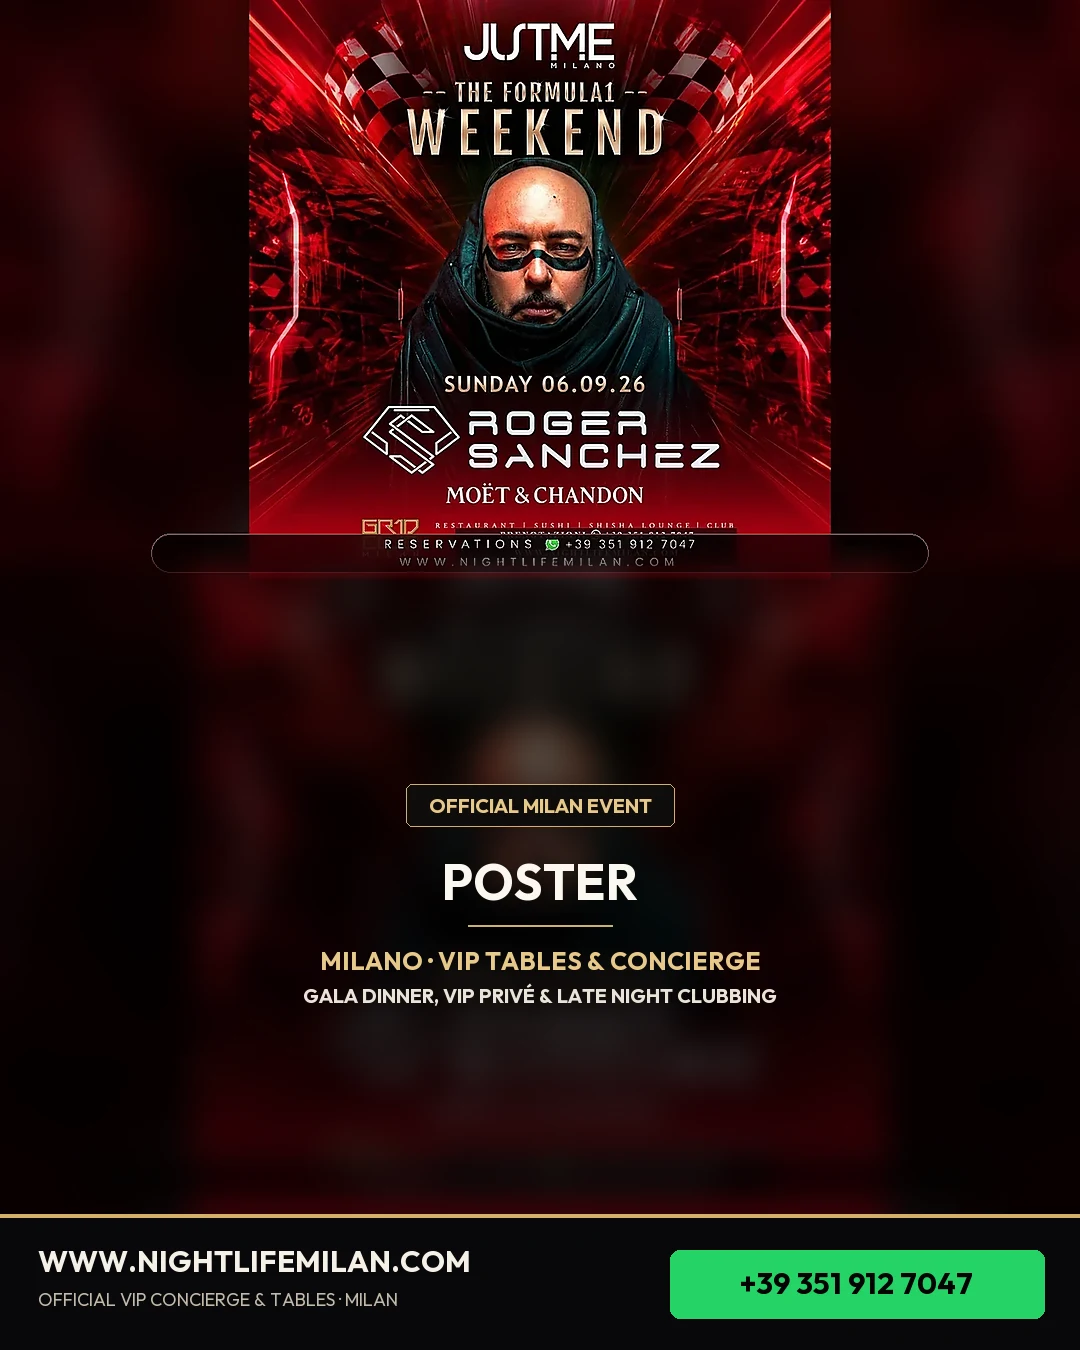 JUSTME
MILANO
THE FORMULA1
WEEKEND
SUNDAY 06.09.26
ROGER
SANCHEZ
MOËT & CHANDON
RESTAURANT | SUSHI | SHISHA LOUNGE | CLUB
RESERVATIONS +39 351 912 7047
WWW.NIGHTLIFEMILAN.COM
OFFICIAL MILAN EVENT
POSTER
MILANO · VIP TABLES & CONCIERGE
GALA DINNER, VIP PRIVÉ & LATE NIGHT CLUBBING
WWW.NIGHTLIFEMILAN.COM
OFFICIAL VIP CONCIERGE & TABLES · MILAN
+39 351 912 7047